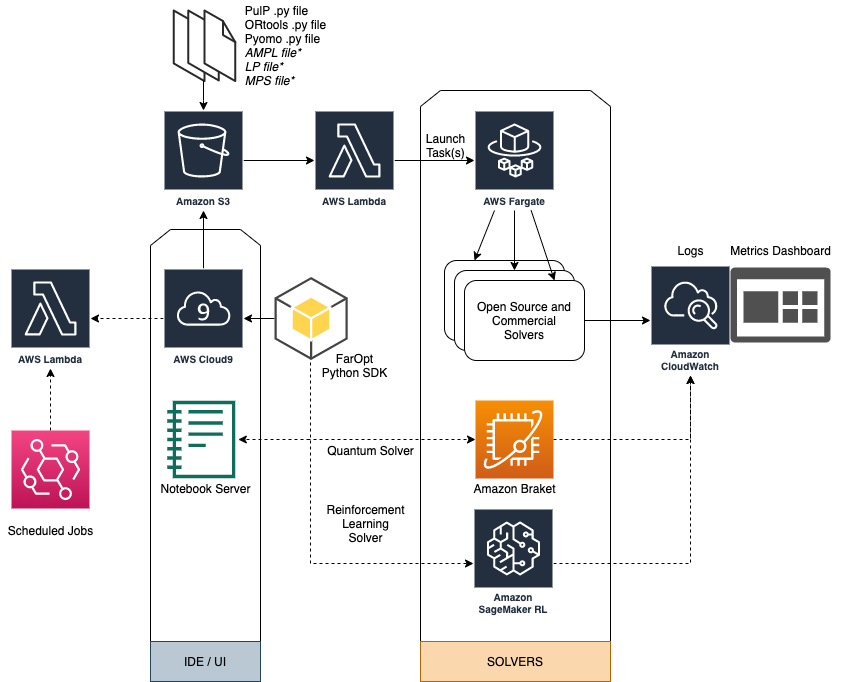 PulP .py file
ORtools .py file
Pyomo .py file
AMPL file*
LP file*
MPS file*
Launch
Task(s)
Amazon S3
AWS Lambda
AWS Fargate
Logs
Metrics Dashboard
9
Open Source and
Commercial
Solvers
AWS Lambda
AWS Cloud9
FarOpt
Python SDK
Amazon
CloudWatch
Quantum Solver
Notebook Server
Amazon Braket
Reinforcement
Learning
Solver
Scheduled Jobs
Amazon
SageMaker RL
IDE / UI
SOLVERS